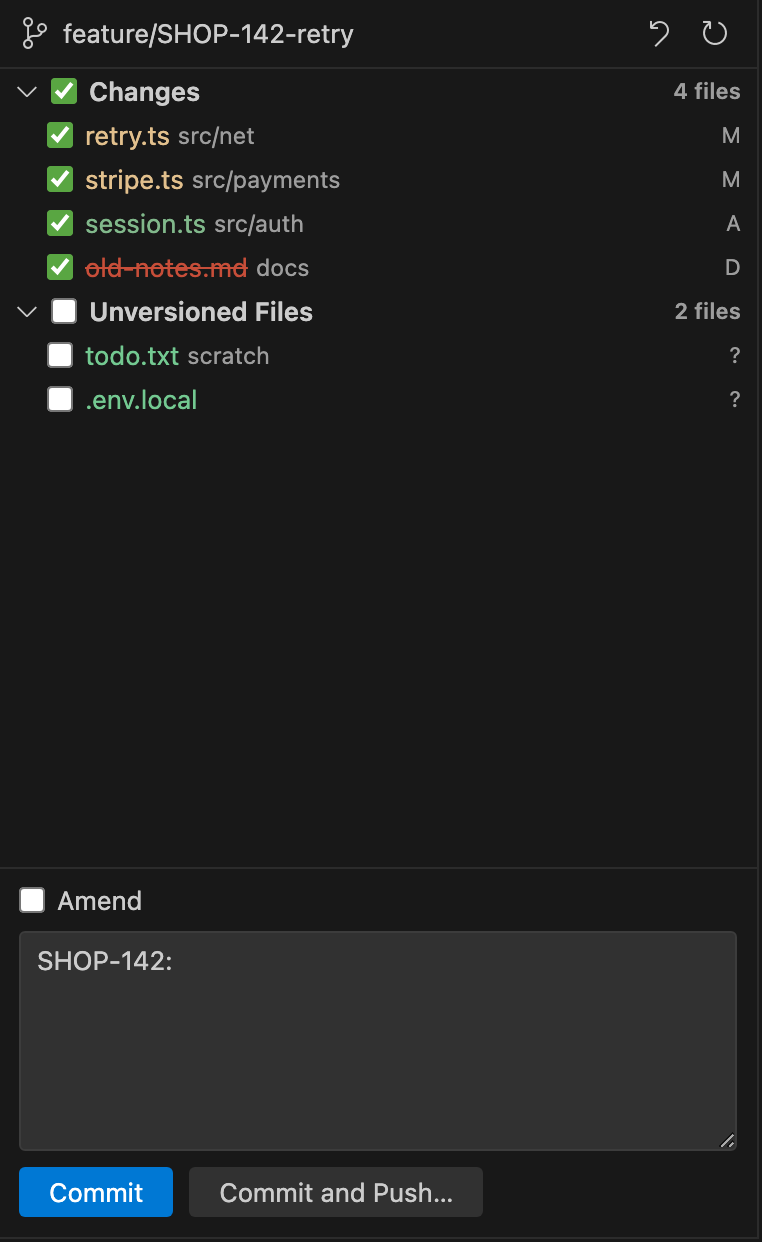 feature/SHOP-142-retry
Changes 4 files
retry.ts src/net M
stripe.ts src/payments M
session.ts src/auth A
old-notes.md docs D
Unversioned Files 2 files
todo.txt scratch ?
.env.local ?
Amend
SHOP-142:
Commit Commit and Push...